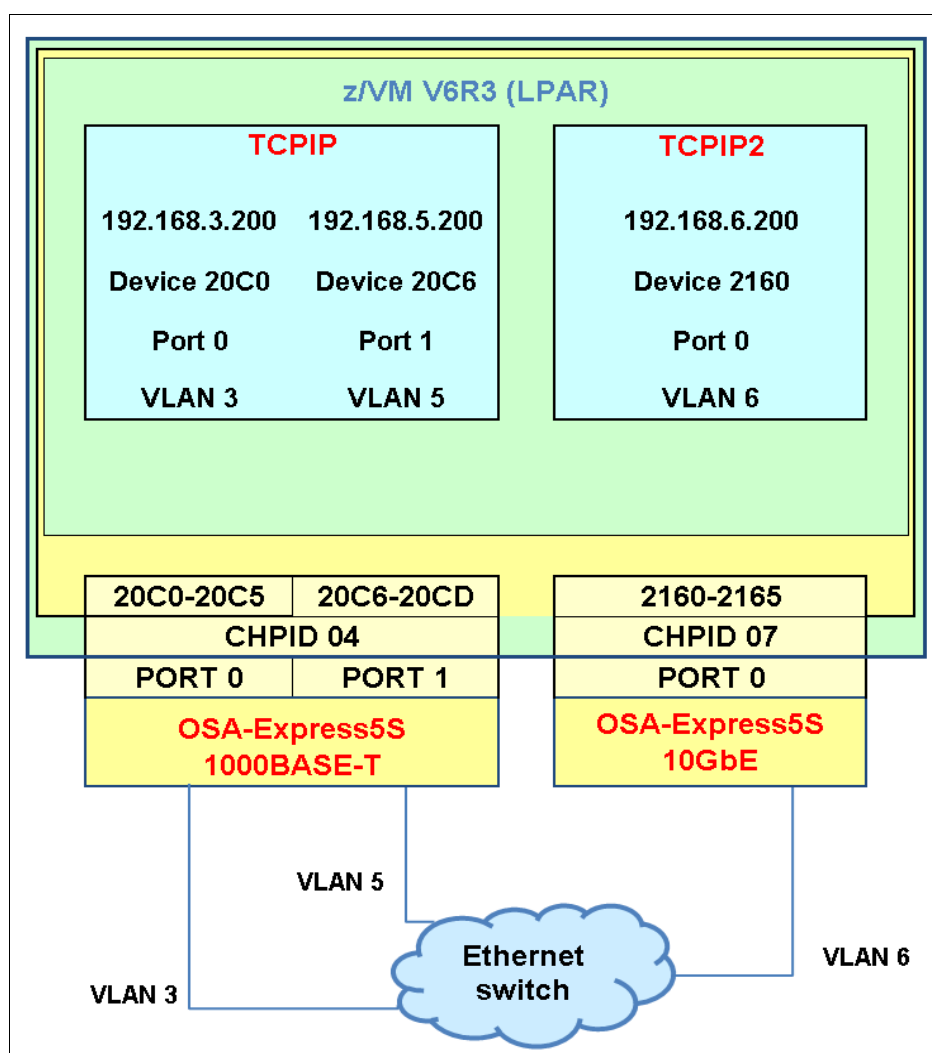 z/VM V6R3 (LPAR)
TCPIP
192.168.3.200 192.168.5.200
Device 20C0 Device 20C6
Port 0 Port 1
VLAN 3 VLAN 5
TCPIP2
192.168.6.200
Device 2160
Port 0
VLAN 6
20C0-20C5 20C6-20CD
CHPID 04
PORT 0 PORT 1
OSA-Express5S
1000BASE-T
2160-2165
CHPID 07
PORT 0
OSA-Express5S
10GbE
VLAN 5
Ethernet
switch
VLAN 6
VLAN 3